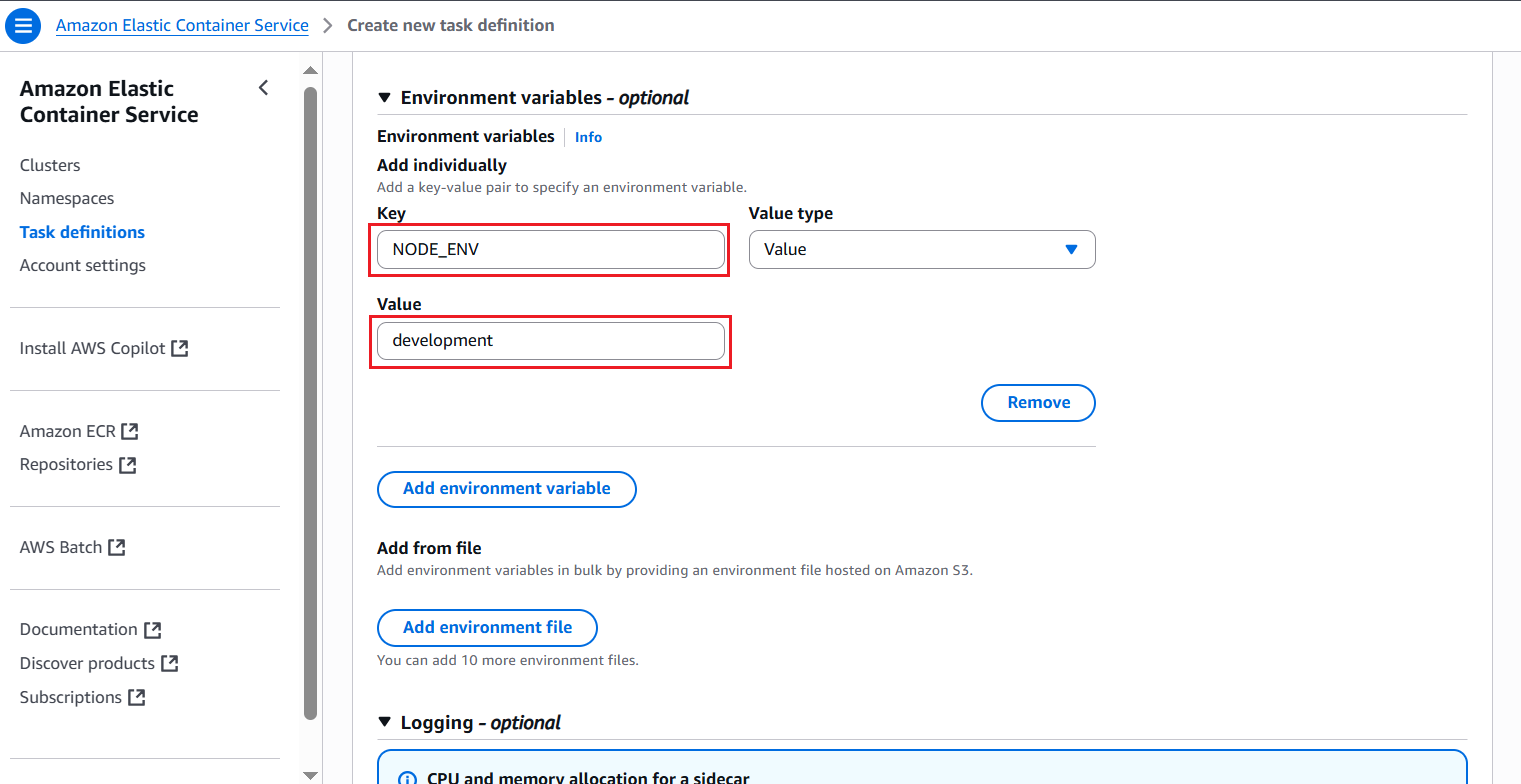 Amazon Elastic Container Service > Create new task definition
Amazon Elastic
Container Service
Clusters
Namespaces
Task definitions
Account settings
Install AWS Copilot
Amazon ECR
Repositories
AWS Batch
Documentation
Discover products
Subscriptions
Environment variables - optional
Environment variables Info
Add individually
Add a key-value pair to specify an environment variable.
Key Value type
NODE_ENV Value
Value
development
Remove
Add environment variable
Add from file
Add environment variables in bulk by providing an environment file hosted on Amazon S3.
Add environment file
You can add 10 more environment files.
Logging - optional
CPU and memory allocation for a sidecar